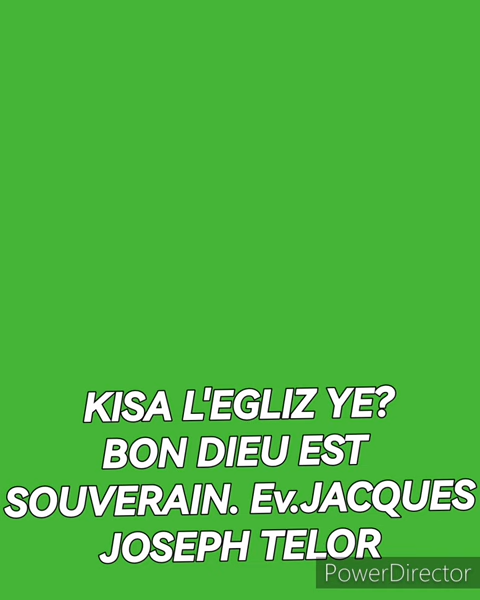 KISA L'EGLIZ YE?
BON DIEU EST
SOUVERAIN. Ev.JACQUES
JOSEPH TELOR
PowerDirector